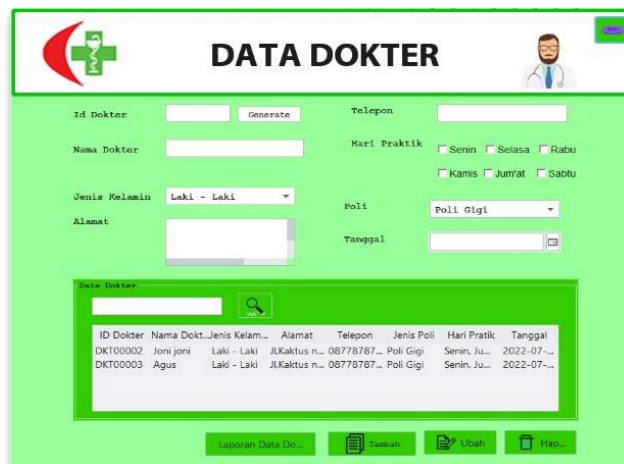 DATA DOKTER
Id Dokter Generate Telepon
Nama Dokter Hari Praktik Senin Selasa Rabu
Kamis Jum'at Sabtu
Jenis Kelamin Laki - Laki
Poli Poli Gigi
Alamat
Tanggal
Data Dokter
ID Dokter Nama Dokt... Jenis Kelam... Alamat Telepon Jenis Poli Hari Pratik Tanggal
DKT00002 Joni joni Laki - Laki JLKaktus n... 08778787... Poli Gigi Senin, Ju... 2022-07-...
DKT00003 Agus Laki - Laki JLKaktus n... 08778787... Poli Gigi Senin, Ju... 2022-07-...
Laporan Data Do... Tambah Ubah Hap...